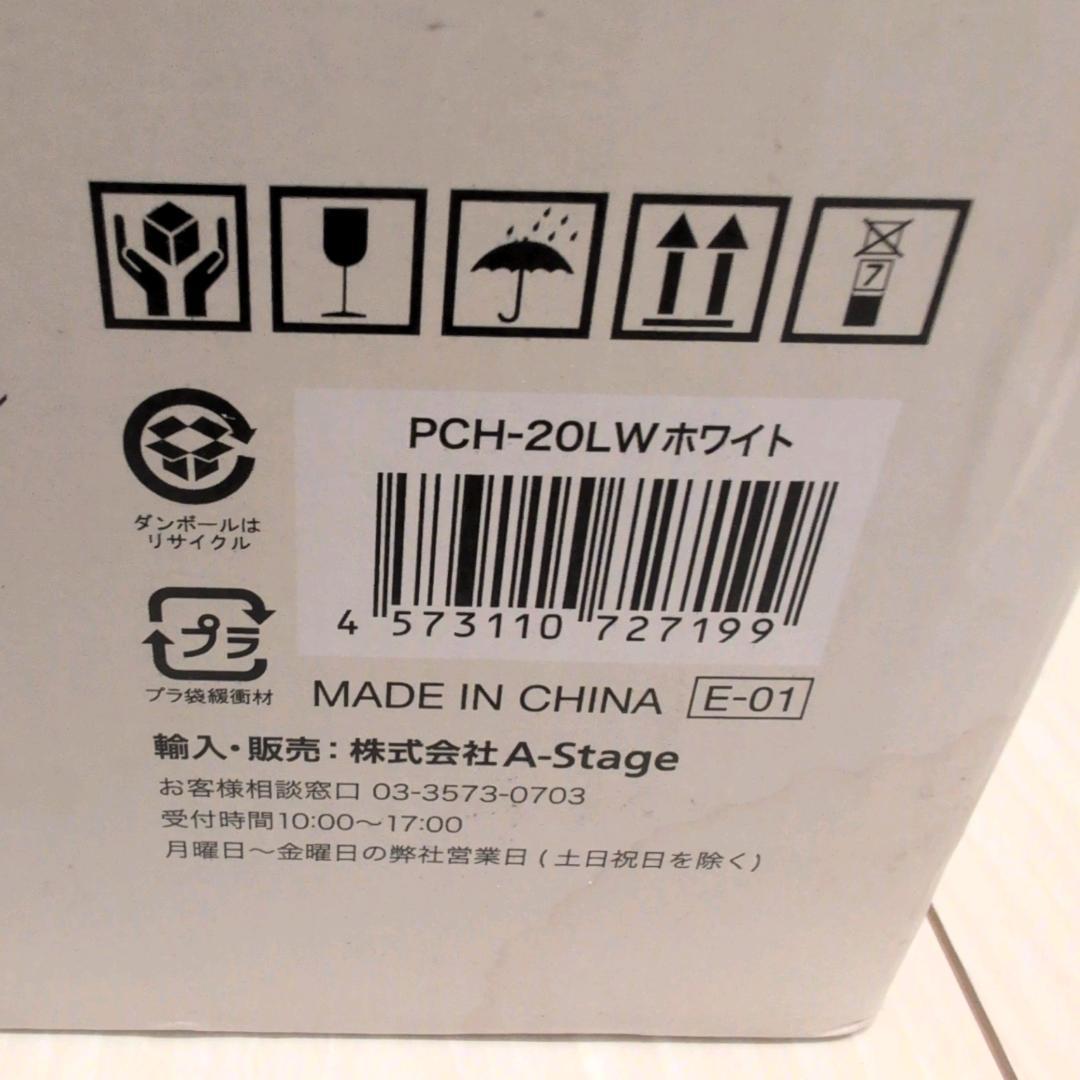 7
PCH-20LWホワイト
4 573110 727199
ダンボールは
リサイクル
プラ
プラ袋緩衝材
MADE IN CHINA E-01
輸入・販売：株式会社A-Stage
お客様相談窓口 03-3573-0703
受付時間10:00〜17:00
月曜日〜金曜日の弊社営業日 (土日祝日を除く)